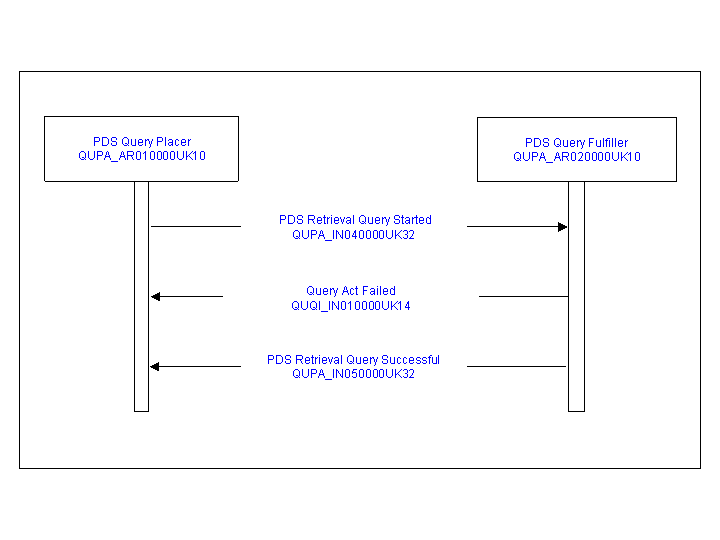 PDS Query Placer
QUPA_AR010000UK10
PDS Query Fulfiller
QUPA_AR020000UK10
PDS Retrieval Query Started
QUPA_IN040000UK32
Query Act Failed
QUQI_IN010000UK14
PDS Retrieval Query Successful
QUPA_IN050000UK32